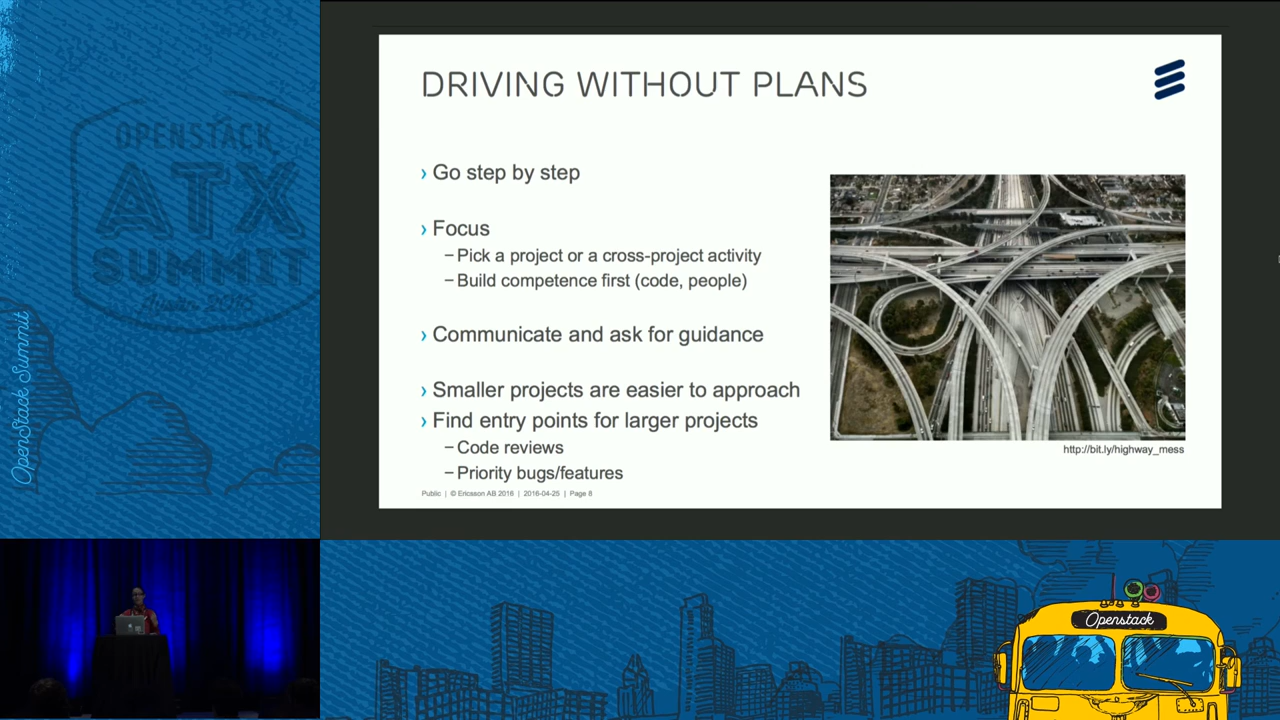 OPENSTACK
ATX
SUMMIT
Austin 2016
OpenStack Summit
DRIVING WITHOUT PLANS
› Go step by step
› Focus
– Pick a project or a cross-project activity
– Build competence first (code, people)
› Communicate and ask for guidance
› Smaller projects are easier to approach
› Find entry points for larger projects
– Code reviews
– Priority bugs/features
http://bit.ly/highway_mess
Public | © Ericsson AB 2016 | 2016-04-25 | Page 8
Openstack